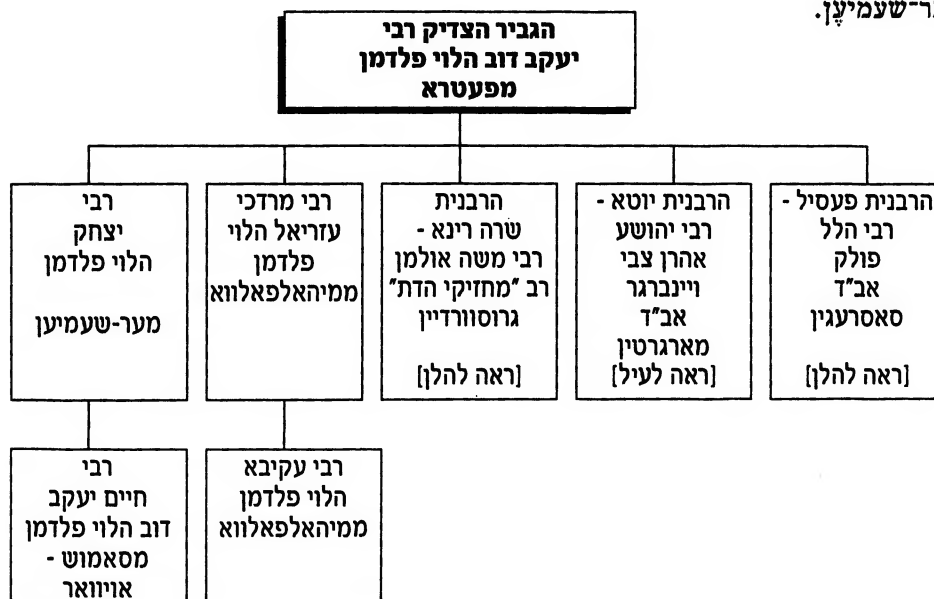 הגביר הצדיק רבי
יעקב דוב הלוי פלדמן
מפעטרא
הרבנית פעסיל -
רבי הלל
פולק
אב"ד
סאסרעגין
[ראה להלן]
הרבנית יוטא -
רבי יהושע
אהרן צבי
ויינברגר
אב"ד
מארגרטין
[ראה לעיל]
הרבנית
שרה רינא -
רבי משה אולמן
רב "מחזיקי הדת"
גרוסוורדיין
[ראה להלן]
רבי מרדכי
עזריאל הלוי
פלדמן
ממיהאלפאלווא
רבי
יצחק
הלוי פלדמן
מער-שעמיען
רבי עקיבא
הלוי פלדמן
ממיהאלפאלווא
רבי
חיים יעקב
דוב הלוי פלדמן
מסאמוש -
אויוואר